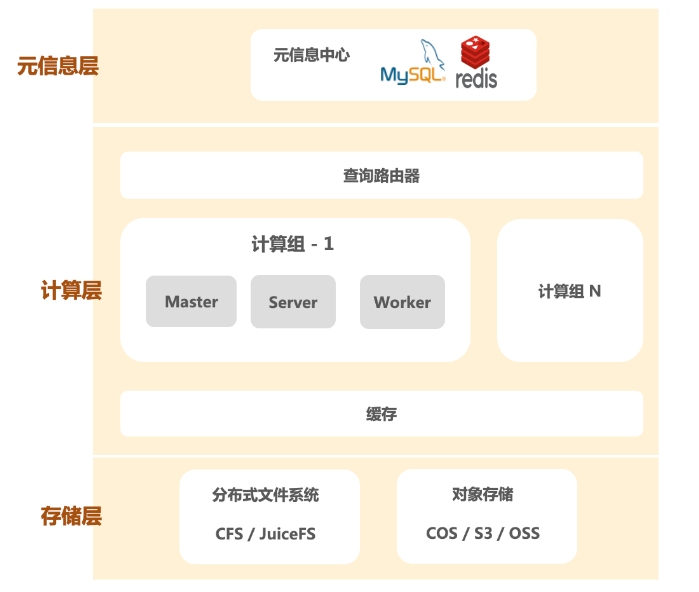 元信息层
元信息中心
MySQL®
redis
计算层
查询路由器
计算组 - 1
Master
Server
Worker
计算组 N
缓存
存储层
分布式文件系统
CFS / JuiceFS
对象存储
COS / S3 / OSS